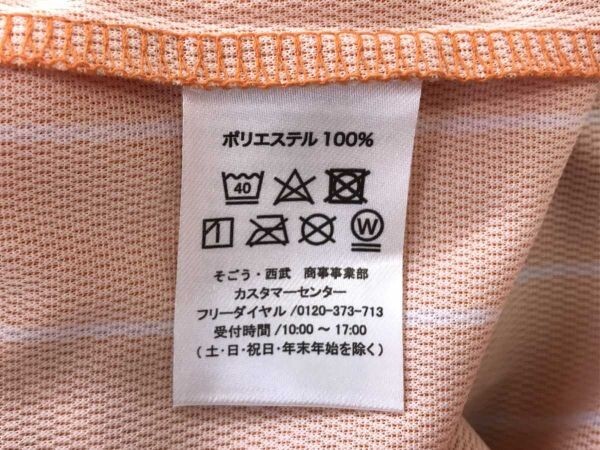 ポリエステル 100%
40
W
そごう・西武 商事事業部
カスタマーセンター
フリーダイヤル/0120-373-713
受付時間/10:00～17:00
(土・日・祝日・年末年始を除く)